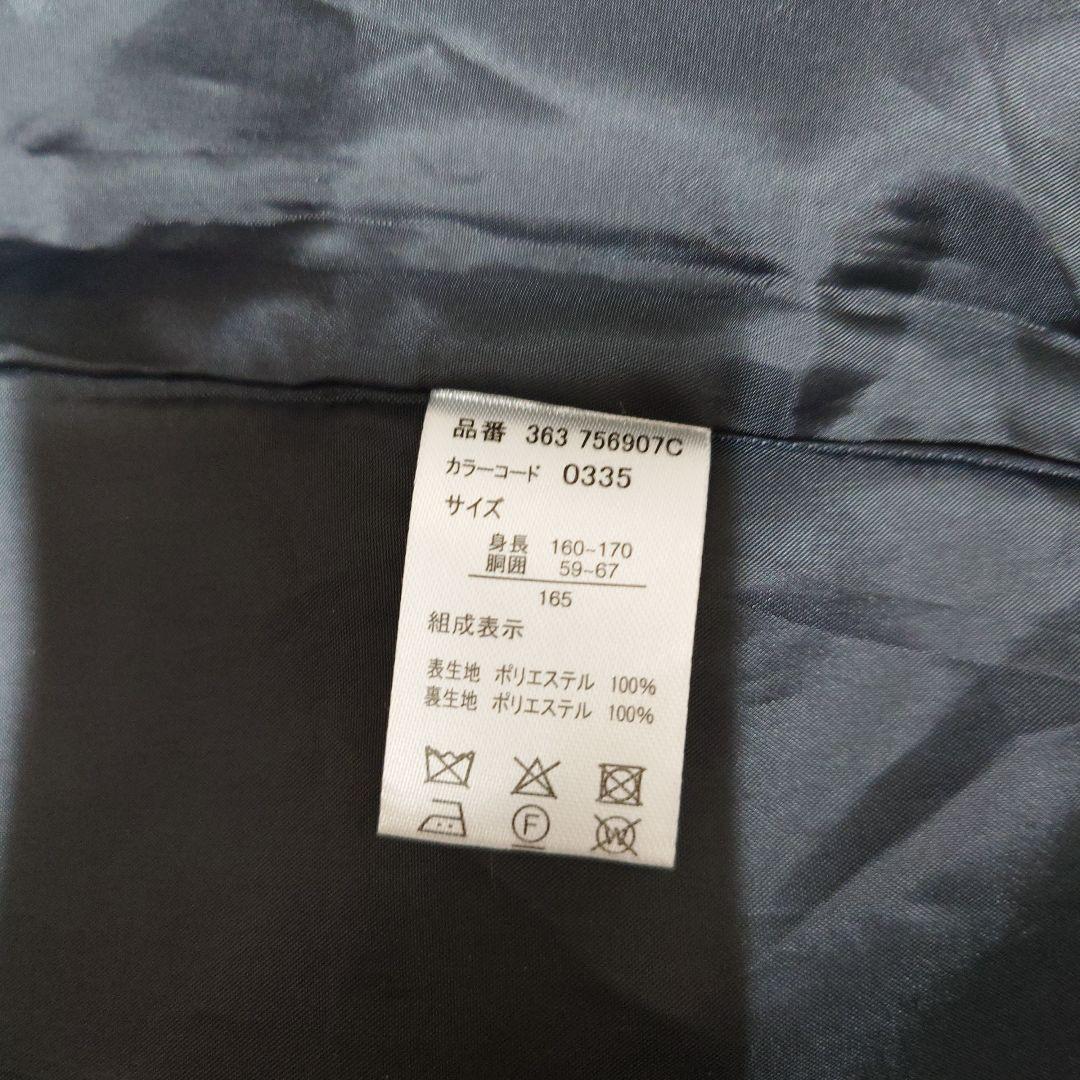 品番 363 756907C
カラーコード 0335
サイズ
身長 160~170
胴囲 59~67
165
組成表示
表生地 ポリエステル 100%
裏生地 ポリエステル 100%
F
W